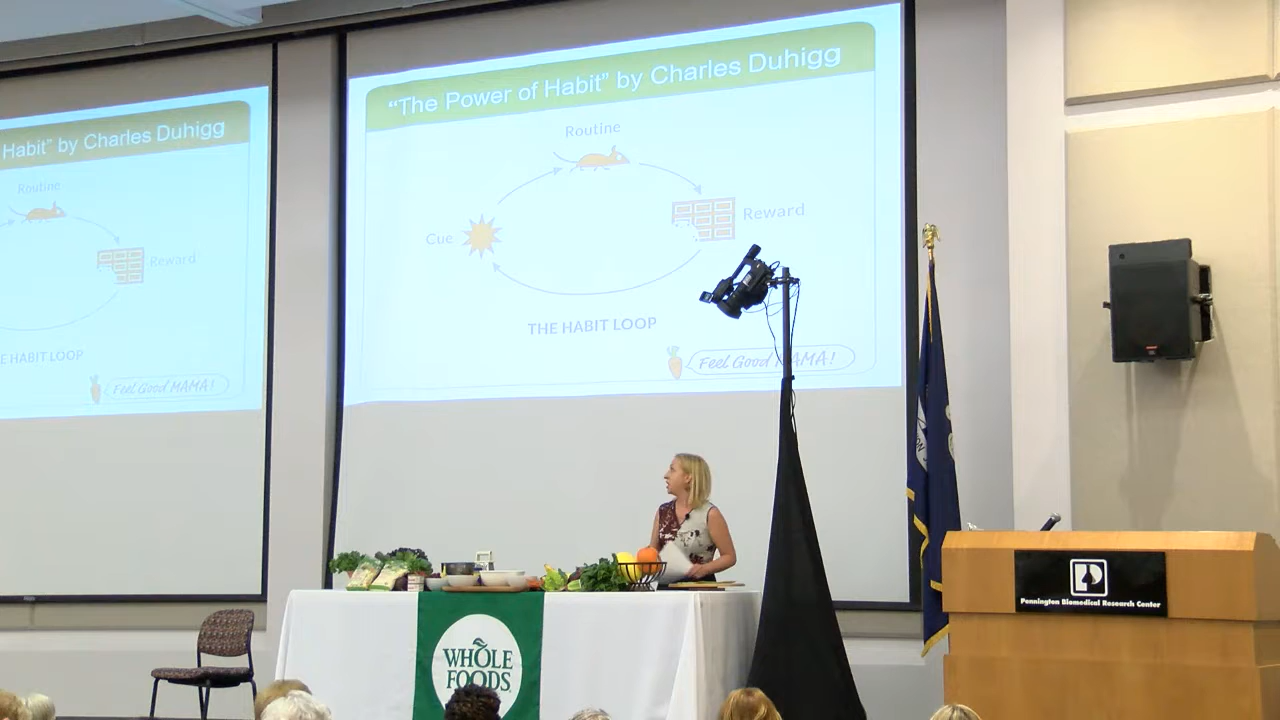 Habit" by Charles Duhigg
Routine
Reward
E HABIT LOOP
Feel Good MAMA!
"The Power of Habit" by Charles Duhigg
Routine
Cue
Reward
THE HABIT LOOP
Feel Good MAMA!
WHOLE
FOODS
Pennington Biomedical Research Center